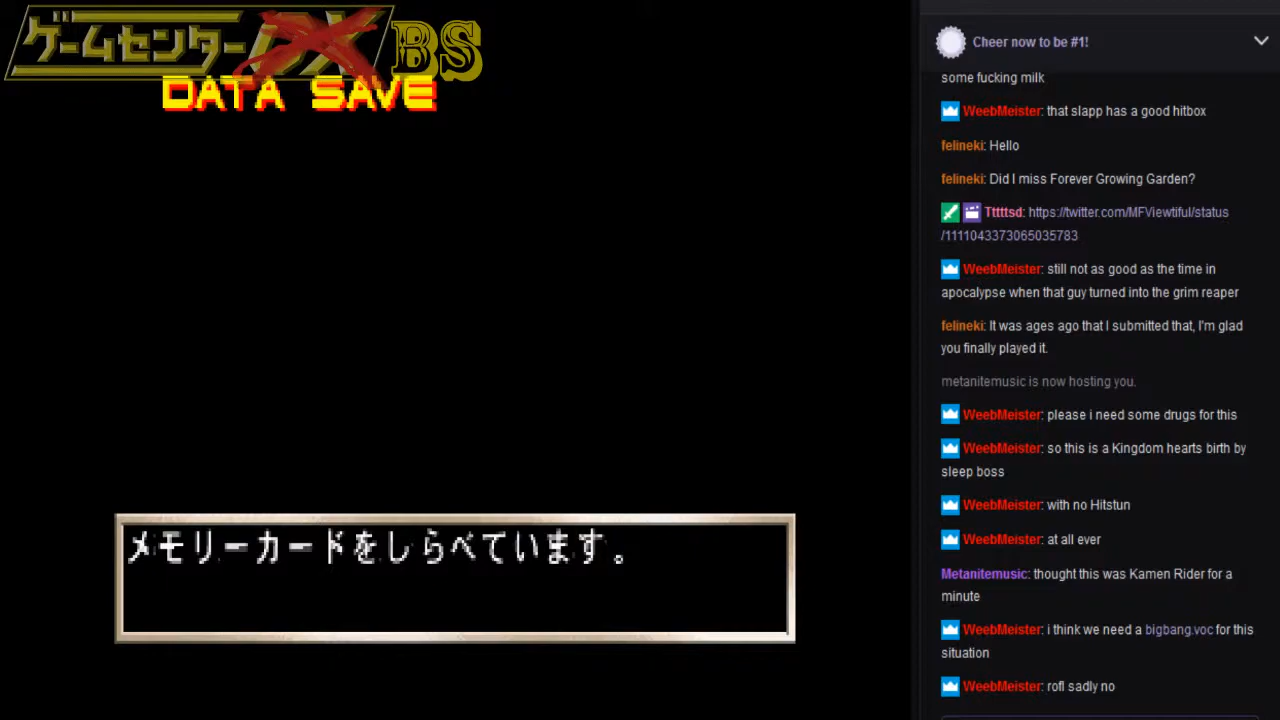 ゲームセンターDX BS
DATA SAVE
メモリーカードをしらべています。
Cheer now to be #1!
some fucking milk
WeebMeister: that slapp has a good hitbox
felineki: Hello
felineki: Did I miss Forever Growing Garden?
Tttttsd: https://twitter.com/MFViewtiful/status
/1111043373065035783
WeebMeister: still not as good as the time in
apocalypse when that guy turned into the grim reaper
felineki: It was ages ago that I submitted that, I'm glad
you finally played it.
metanitemusic is now hosting you.
WeebMeister: please i need some drugs for this
WeebMeister: so this is a Kingdom hearts birth by
sleep boss
WeebMeister: with no Hitstun
WeebMeister: at all ever
Metanitemusic: thought this was Kamen Rider for a
minute
WeebMeister: i think we need a bigbang.voc for this
situation
WeebMeister: rofl sadly no